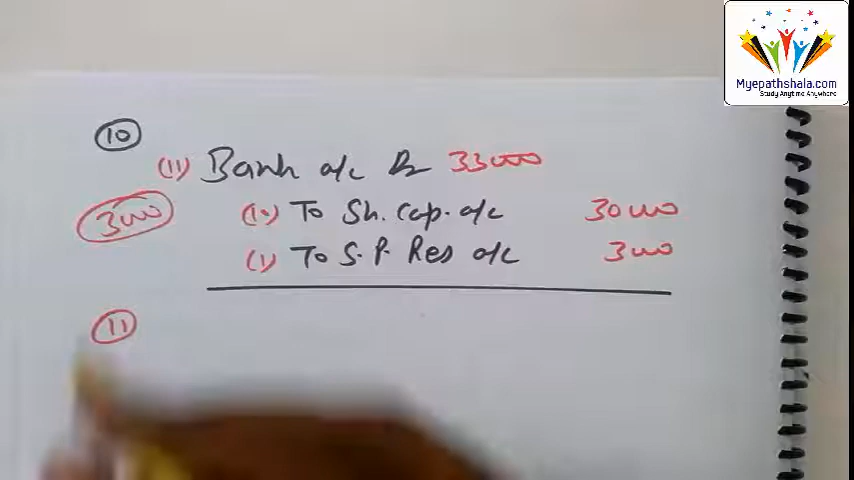 Myepathshala.com
Study Anytime Anywhere
10
(11) Bank a/c Dr 33000
3000 (10) To Sh. Cap. a/c 30000
(1) To S.P. Res a/c 3000
11